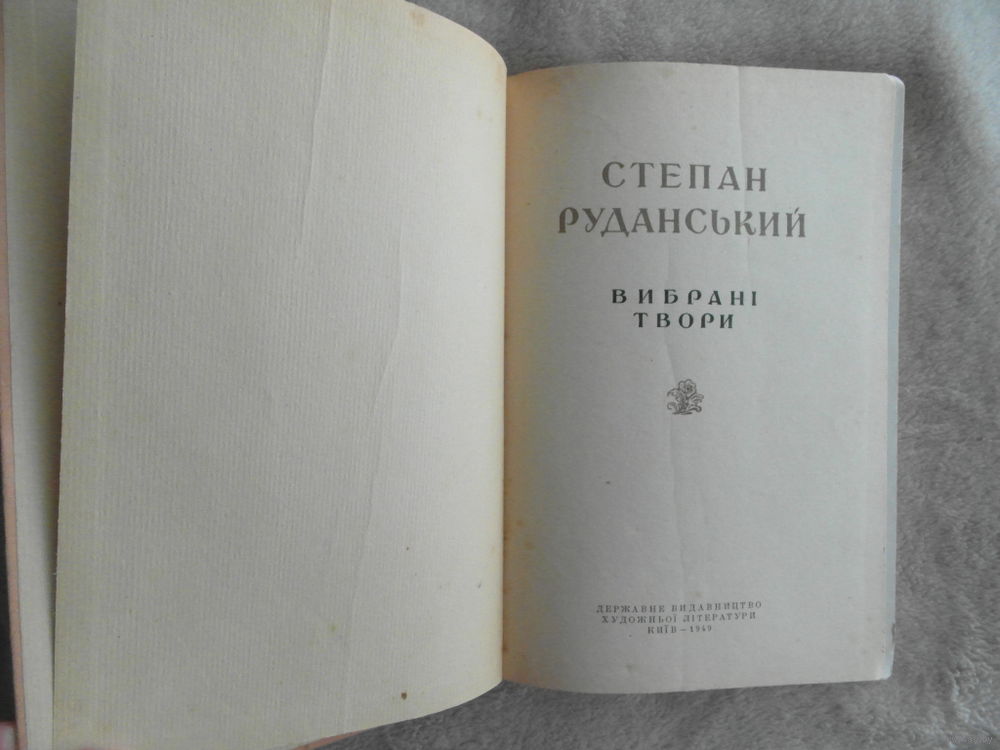 СТЕПАН
РУДАНСЬКИЙ
ВИБРАНІ
ТВОРИ
ДЕРЖАВНЕ ВИДАВНИЦТВО
ХУДОЖНЬОЇ ЛІТЕРАТУРИ
КИЇВ — 1949